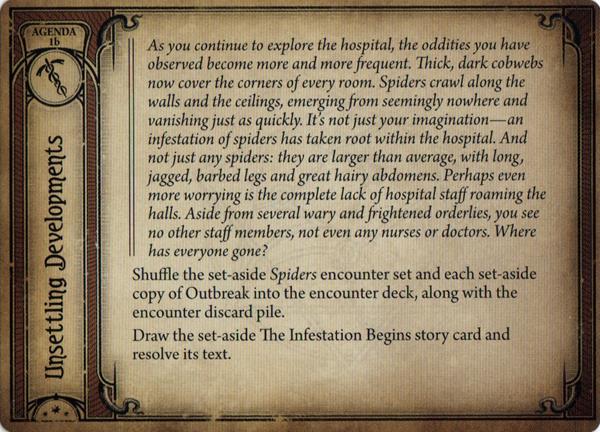 AGENDA
1b
Unsettling Developments
As you continue to explore the hospital, the oddities you have
observed become more and more frequent. Thick, dark cobwebs
now cover the corners of every room. Spiders crawl along the
walls and the ceilings, emerging from seemingly nowhere and
vanishing just as quickly. It's not just your imagination—an
infestation of spiders has taken root within the hospital. And
not just any spiders: they are larger than average, with long,
jagged, barbed legs and great hairy abdomens. Perhaps even
more worrying is the complete lack of hospital staff roaming the
halls. Aside from several wary and frightened orderlies, you see
no other staff members, not even any nurses or doctors. Where
has everyone gone?
Shuffle the set-aside Spiders encounter set and each set-aside
copy of Outbreak into the encounter deck, along with the
encounter discard pile.
Draw the set-aside The Infestation Begins story card and
resolve its text.